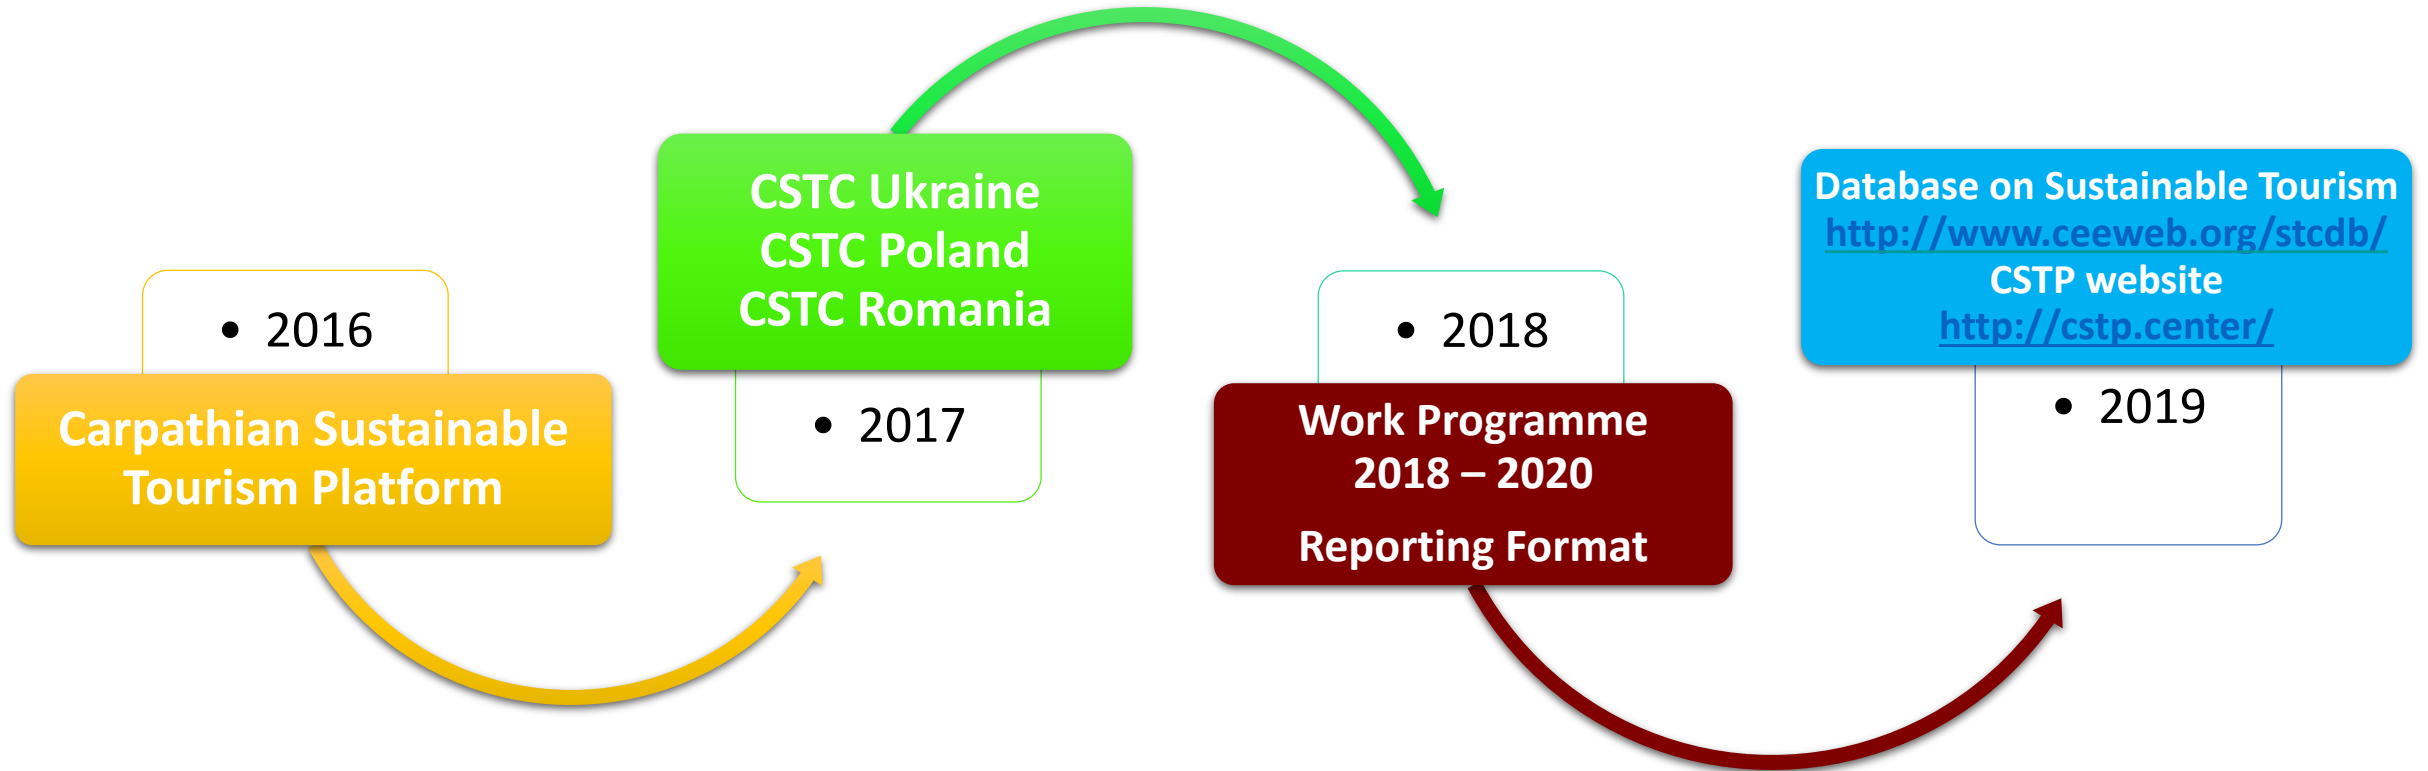 • 2016
Carpathian Sustainable
Tourism Platform
CSTC Ukraine
CSTC Poland
CSTC Romania
• 2017
• 2018
Work Programme
2018 – 2020
Reporting Format
Database on Sustainable Tourism
http://www.ceeweb.org/stcdb/
CSTP website
http://cstp.center/
• 2019